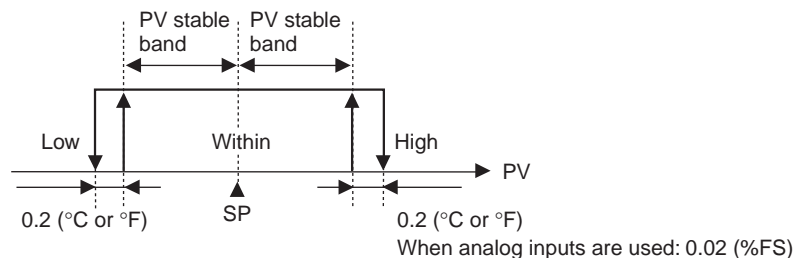 PV stable band
PV stable band
Low
Within
High
PV
0.2 (°C or °F)
SP
0.2 (°C or °F)
When analog inputs are used: 0.02 (%FS)